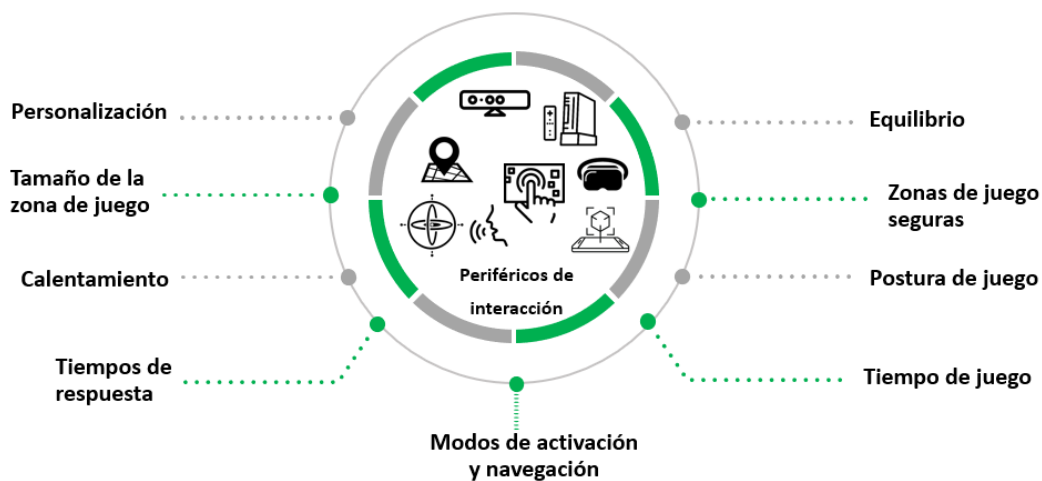 Personalización
Tamaño de la
zona de juego
Calentamiento
Tiempos de
respuesta
Periféricos de
interacción
Modos de activación
y navegación
Equilibrio
Zonas de juego
seguras
Postura de juego
Tiempo de juego